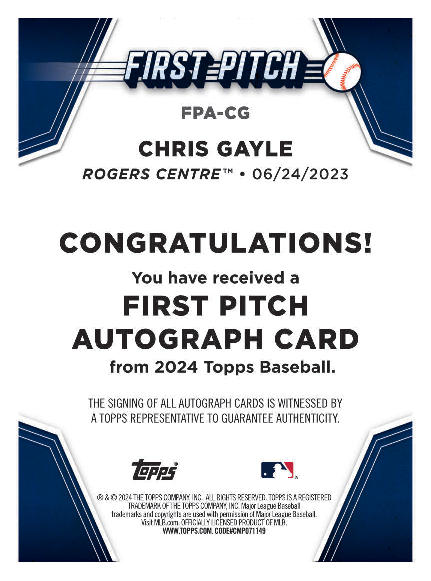 FIRST PITCH
FPA-CG
CHRIS GAYLE
ROGERS CENTRE™ • 06/24/2023
CONGRATULATIONS!
You have received a
FIRST PITCH
AUTOGRAPH CARD
from 2024 Topps Baseball.
THE SIGNING OF ALL AUTOGRAPH CARDS IS WITNESSED BY
A TOPPS REPRESENTATIVE TO GUARANTEE AUTHENTICITY.
topps
® & © 2024 THE TOPPS COMPANY, INC. ALL RIGHTS RESERVED. TOPPS IS A REGISTERED
TRADEMARK OF THE TOPPS COMPANY, INC. Major League Baseball
trademarks and copyrights are used with permission of Major League Baseball.
Visit MLB.com. OFFICIALLY LICENSED PRODUCT OF MLB.
WWW.TOPPS.COM. CODE#CMP071149